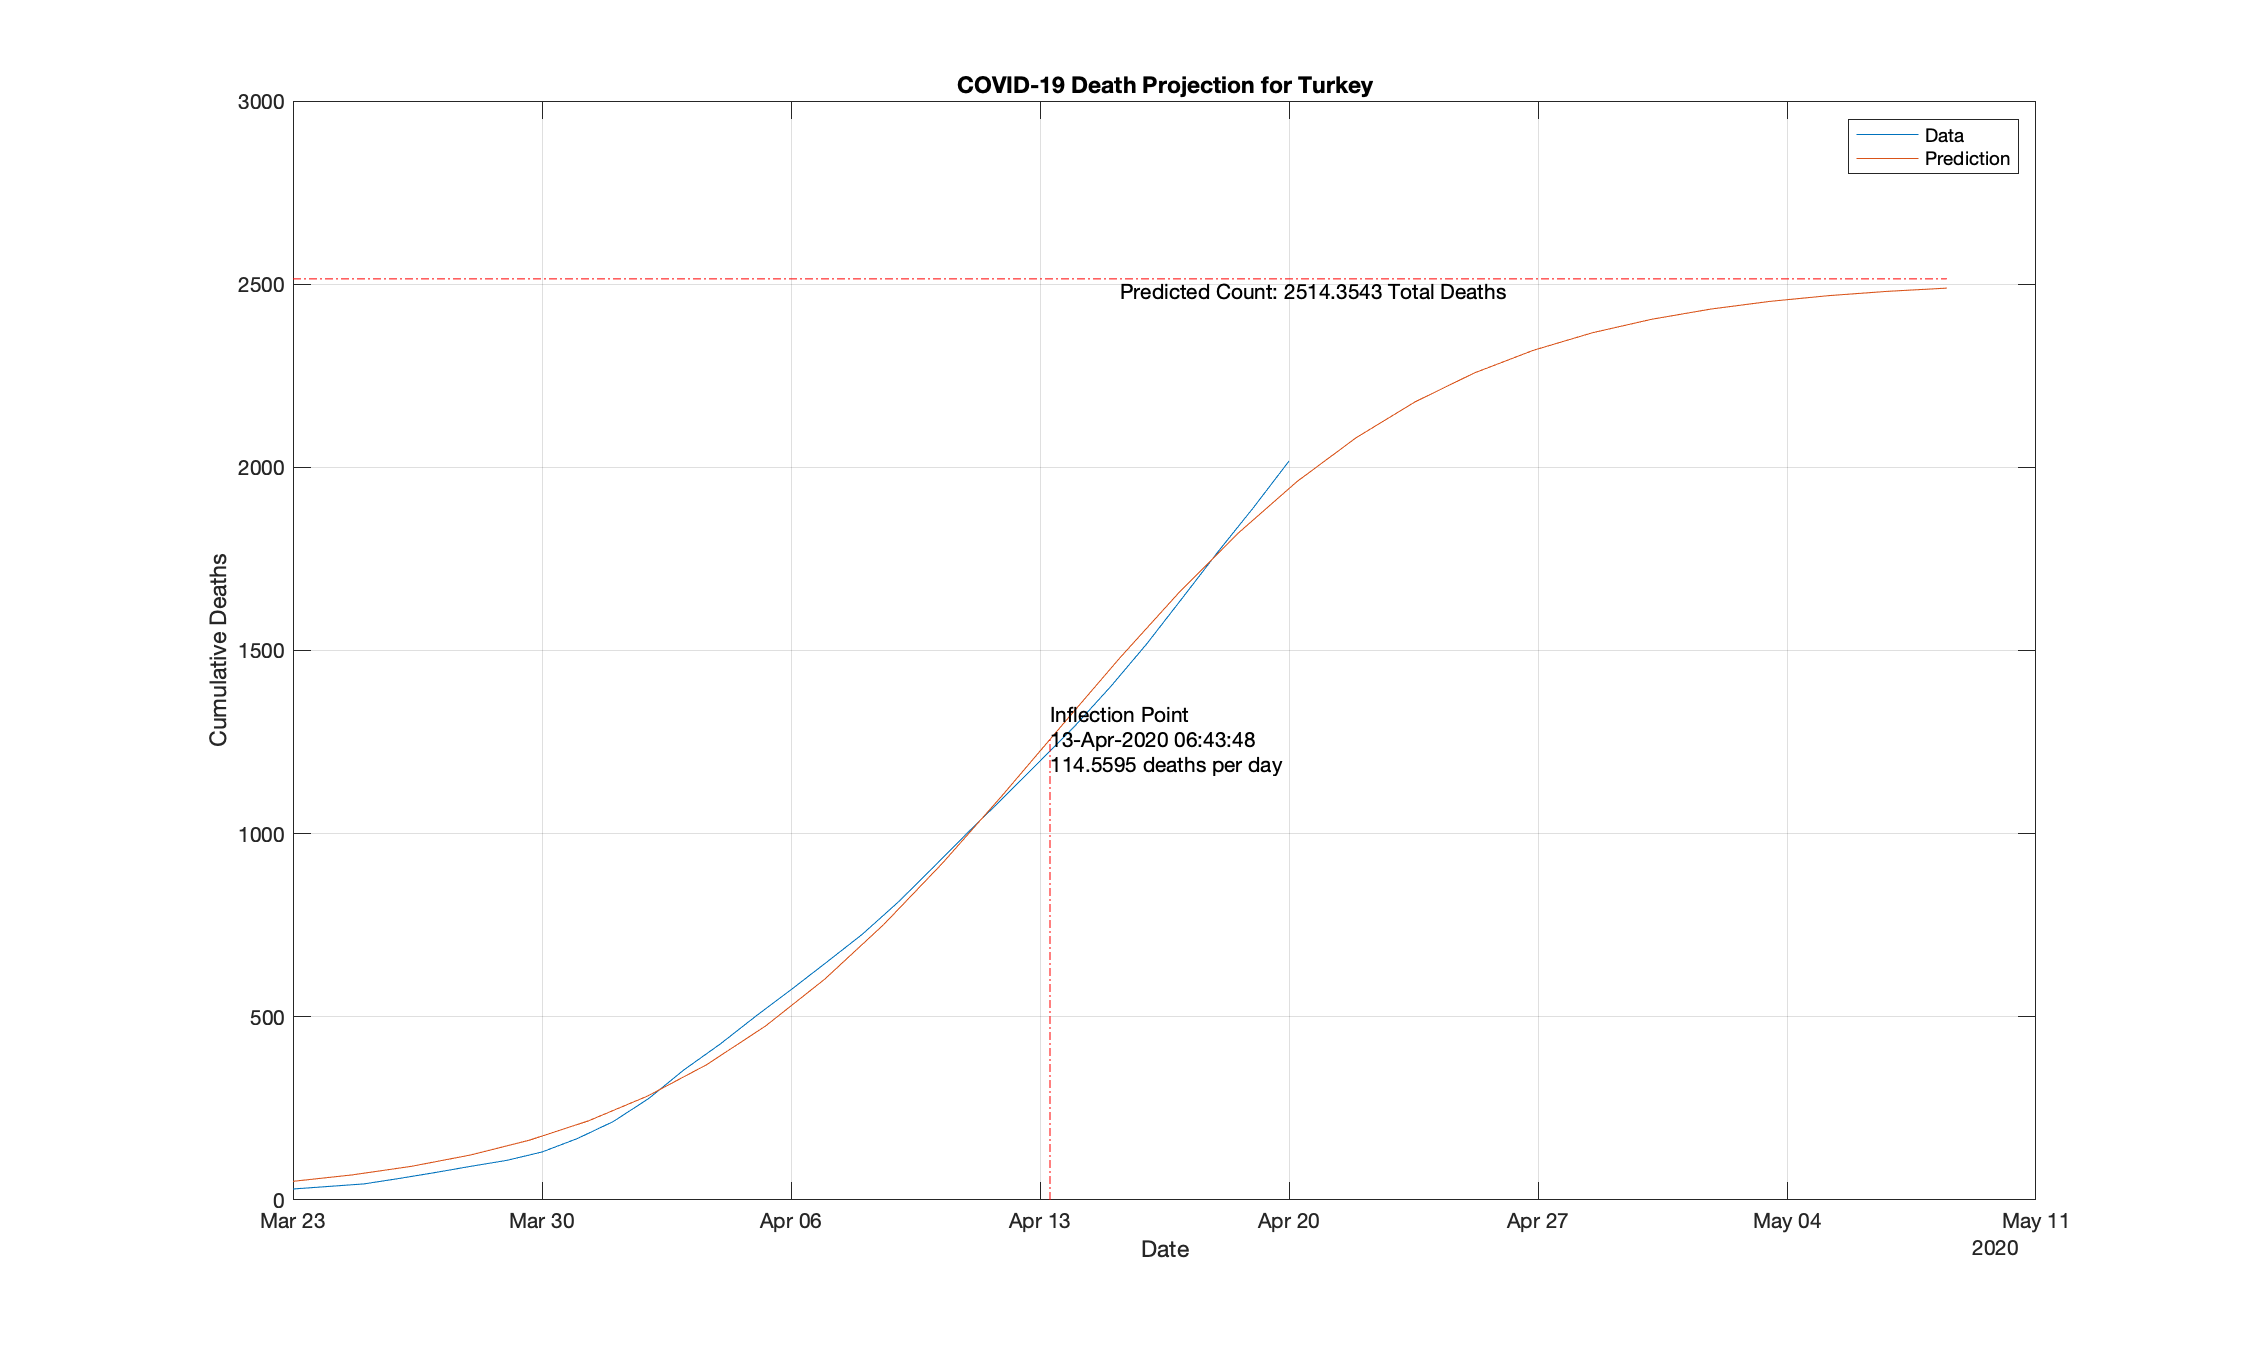 COVID-19 Death Projection for Turkey
3000
Data
Prediction
2500
Predicted Count: 2514.3543 Total Deaths
2000
1500
Cumulative Deaths
Inflection Point
13-Apr-2020 06:43:48
114.5595 deaths per day
1000
500
0
Mar 23 Mar 30 Apr 06 Apr 13 Apr 20 Apr 27 May 04 May 11
Date
2020